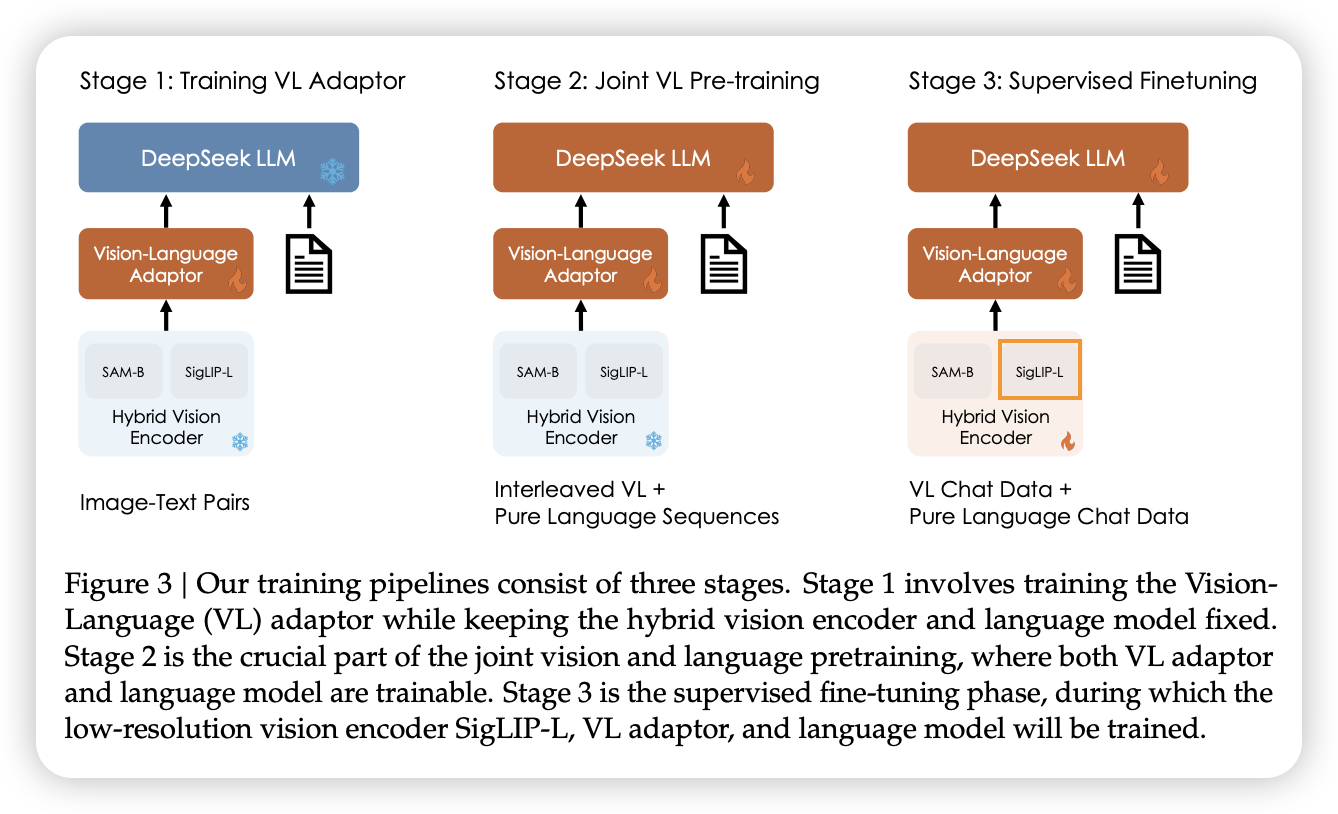 Stage 1: Training VL Adaptor
DeepSeek LLM
Vision-Language
Adaptor
SAM-B
SigLIP-L
Hybrid Vision
Encoder
Image-Text Pairs
Stage 2: Joint VL Pre-training
DeepSeek LLM
Vision-Language
Adaptor
SAM-B
SigLIP-L
Hybrid Vision
Encoder
Interleaved VL +
Pure Language Sequences
Stage 3: Supervised Finetuning
DeepSeek LLM
Vision-Language
Adaptor
SAM-B
SigLIP-L
Hybrid Vision
Encoder
VL Chat Data +
Pure Language Chat Data
Figure 3 | Our training pipelines consist of three stages. Stage 1 involves training the Vision-
Language (VL) adaptor while keeping the hybrid vision encoder and language model fixed.
Stage 2 is the crucial part of the joint vision and language pretraining, where both VL adaptor
and language model are trainable. Stage 3 is the supervised fine-tuning phase, during which the
low-resolution vision encoder SigLIP-L, VL adaptor, and language model will be trained.